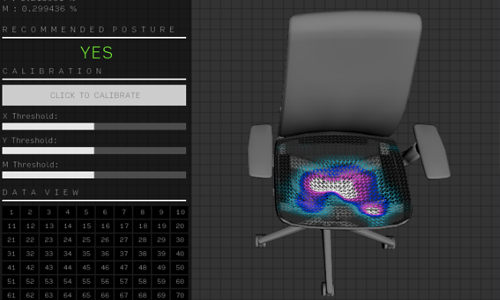 M : 0,299436 %
RECOMMENDED POSTURE
YES
CALIBRATION
CLICK TO CALIBRATE
X Threshold:
Y Threshold:
M Threshold:
DATA VIEW
1 2 3 4 5 6 7 8 9 10
11 12 13 14 15 16 17 18 19 20
21 22 23 24 25 26 27 28 29 30
31 32 33 34 35 36 37 38 39 40
41 42 43 44 45 46 47 48 49 50
51 52 53 54 55 56 57 58 59 60
61 62 63 64 65 66 67 68 69 70